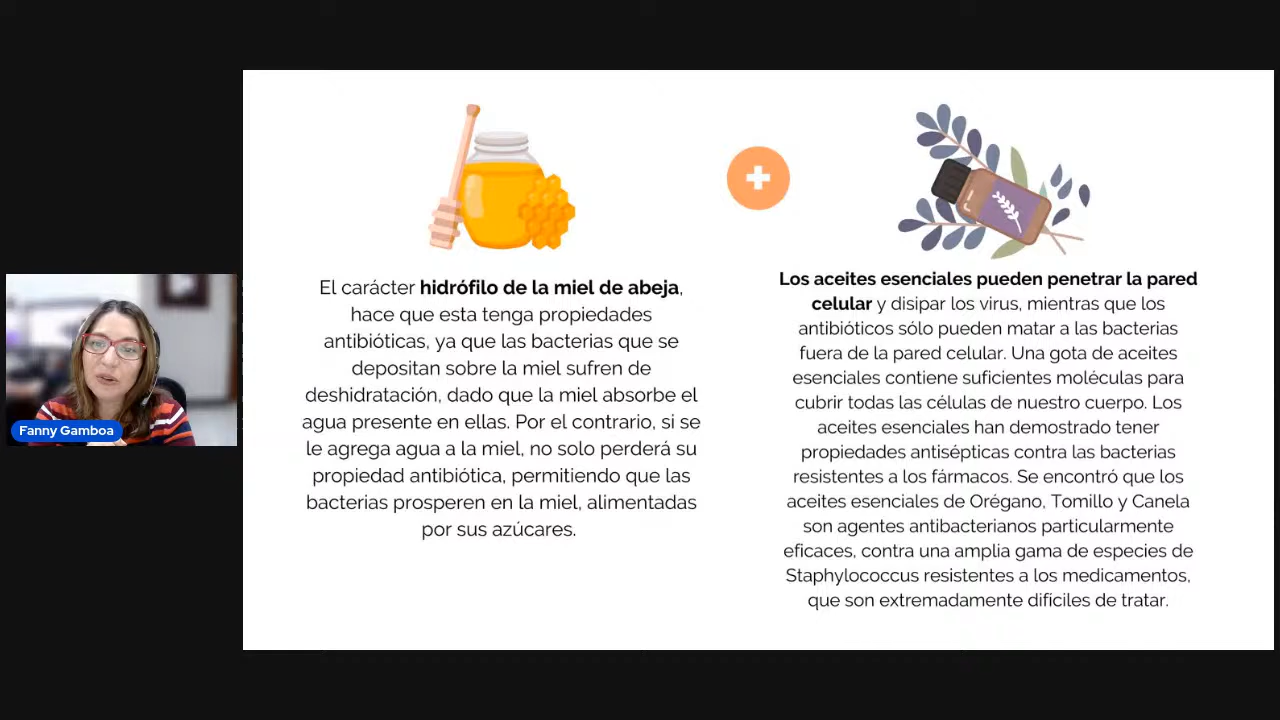 El carácter hidrófilo de la miel de abeja,
hace que esta tenga propiedades
antibióticas, ya que las bacterias que se
depositan sobre la miel sufren de
deshidratación, dado que la miel absorbe el
agua presente en ellas. Por el contrario, si se
le agrega agua a la miel, no solo perderá su
propiedad antibiótica, permitiendo que las
bacterias prosperen en la miel, alimentadas
por sus azúcares.
Los aceites esenciales pueden penetrar la pared
celular y disipar los virus, mientras que los
antibióticos sólo pueden matar a las bacterias
fuera de la pared celular. Una gota de aceites
esenciales contiene suficientes moléculas para
cubrir todas las células de nuestro cuerpo. Los
aceites esenciales han demostrado tener
propiedades antisépticas contra las bacterias
resistentes a los fármacos. Se encontró que los
aceites esenciales de Orégano, Tomillo y Canela
son agentes antibacterianos particularmente
eficaces, contra una amplia gama de especies de
Staphylococcus resistentes a los medicamentos,
que son extremadamente difíciles de tratar.
Fanny Gamboa